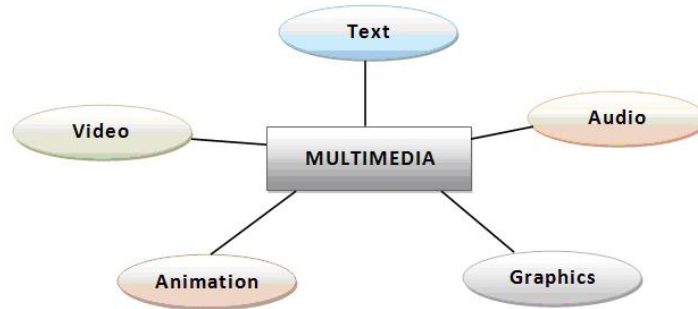 Text
Audio
Video
MULTIMEDIA
Animation
Graphics